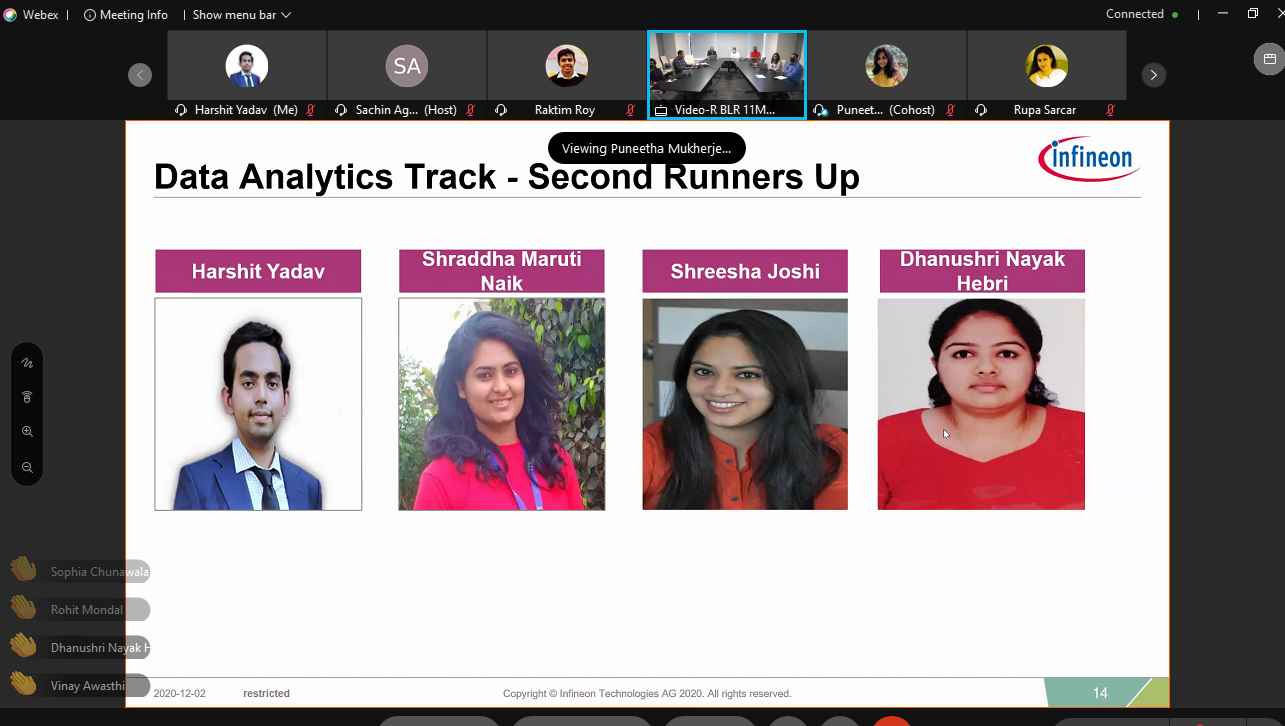 Webex
Meeting Info
Show menu bar
Connected
Harshit Yadav (Me)
SA
Sachin Ag... (Host)
Raktim Roy
Video-R BLR 11M...
Puneet... (Cohost)
Rupa Sarcar
Viewing Puneetha Mukherje...
infineon
Data Analytics Track - Second Runners Up
Harshit Yadav
Shraddha Maruti
Naik
Shreesha Joshi
Dhanushri Nayak
Hebri
Sophia Chunawala
Rohit Mondal
Dhanushri Nayak H
Vinay Awasthi
2020-12-02
restricted
Copyright © Infineon Technologies AG 2020. All rights reserved.
14